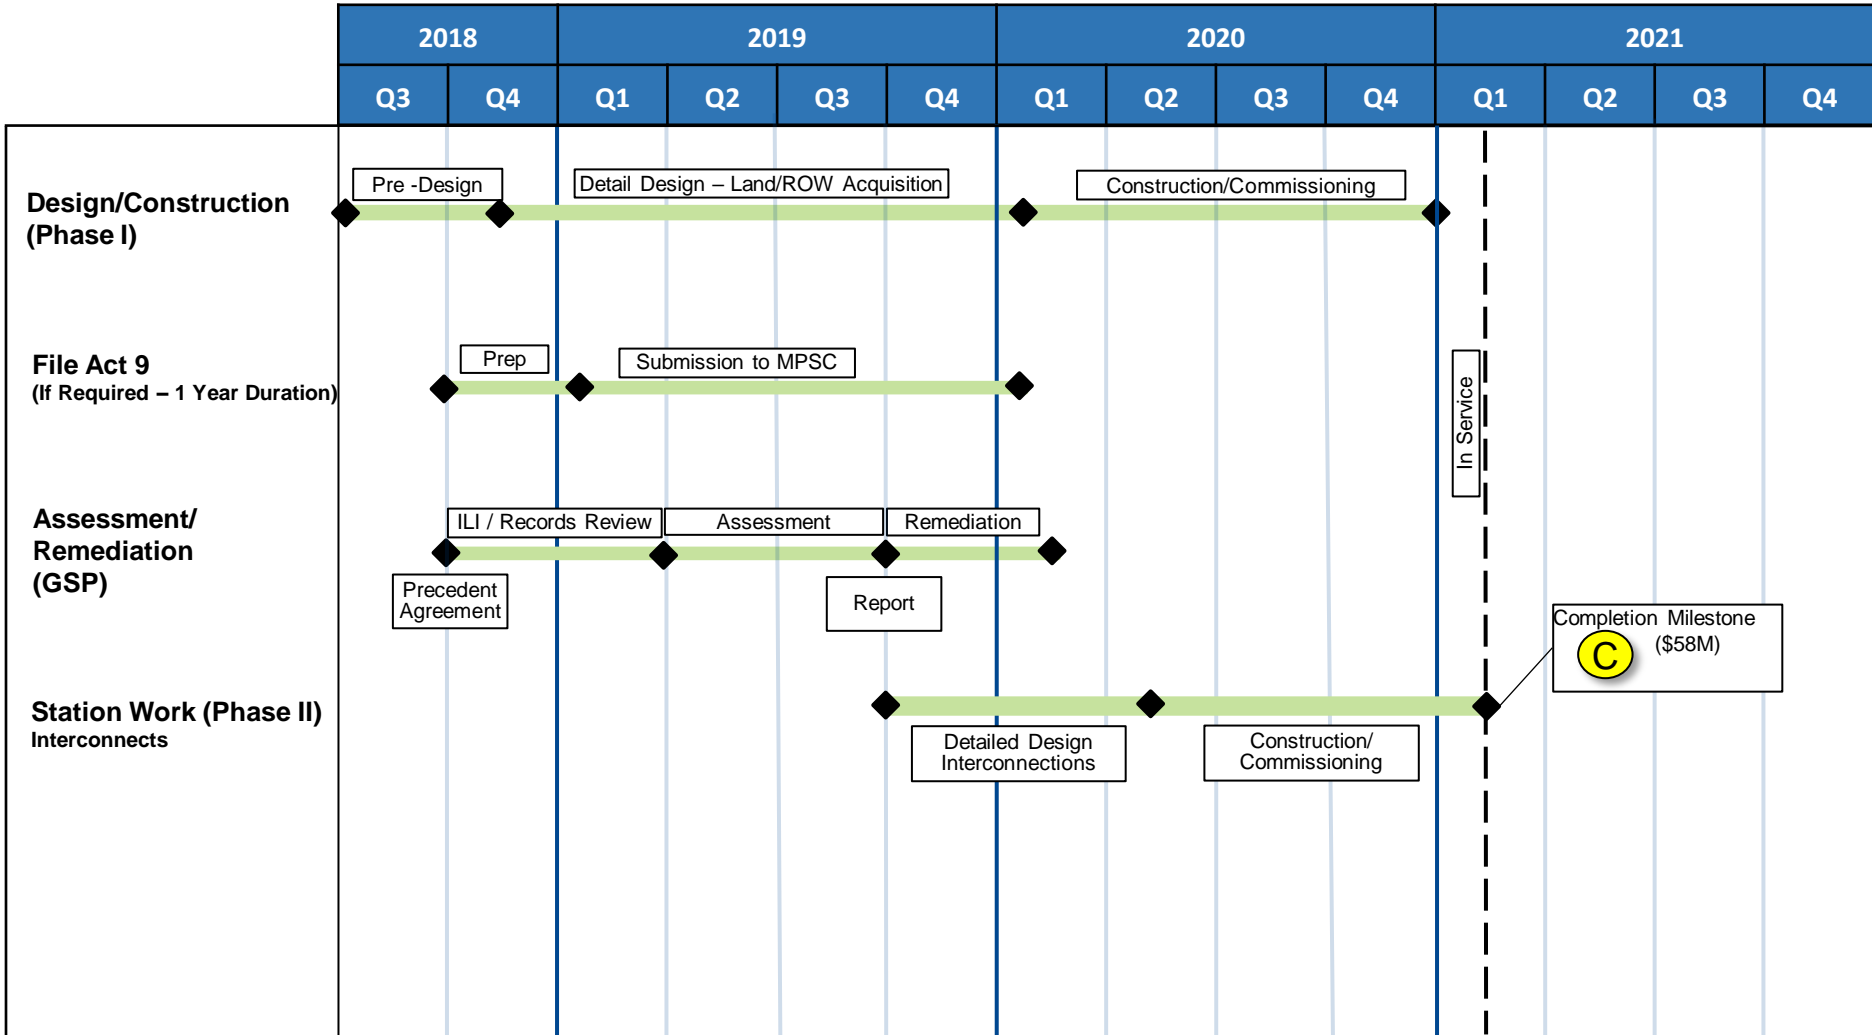 2018 2019 2020 2021
Q3 Q4 Q1 Q2 Q3 Q4 Q1 Q2 Q3 Q4 Q1 Q2 Q3 Q4
Design/Construction
(Phase I)
Pre -Design
Detail Design – Land/ROW Acquisition
Construction/Commissioning
File Act 9
(If Required – 1 Year Duration)
Prep
Submission to MPSC
In Service
Assessment/
Remediation
(GSP)
ILI / Records Review
Assessment
Remediation
Precedent
Agreement
Report
Completion Milestone
C ($58M)
Station Work (Phase II)
Interconnects
Detailed Design
Interconnections
Construction/
Commissioning